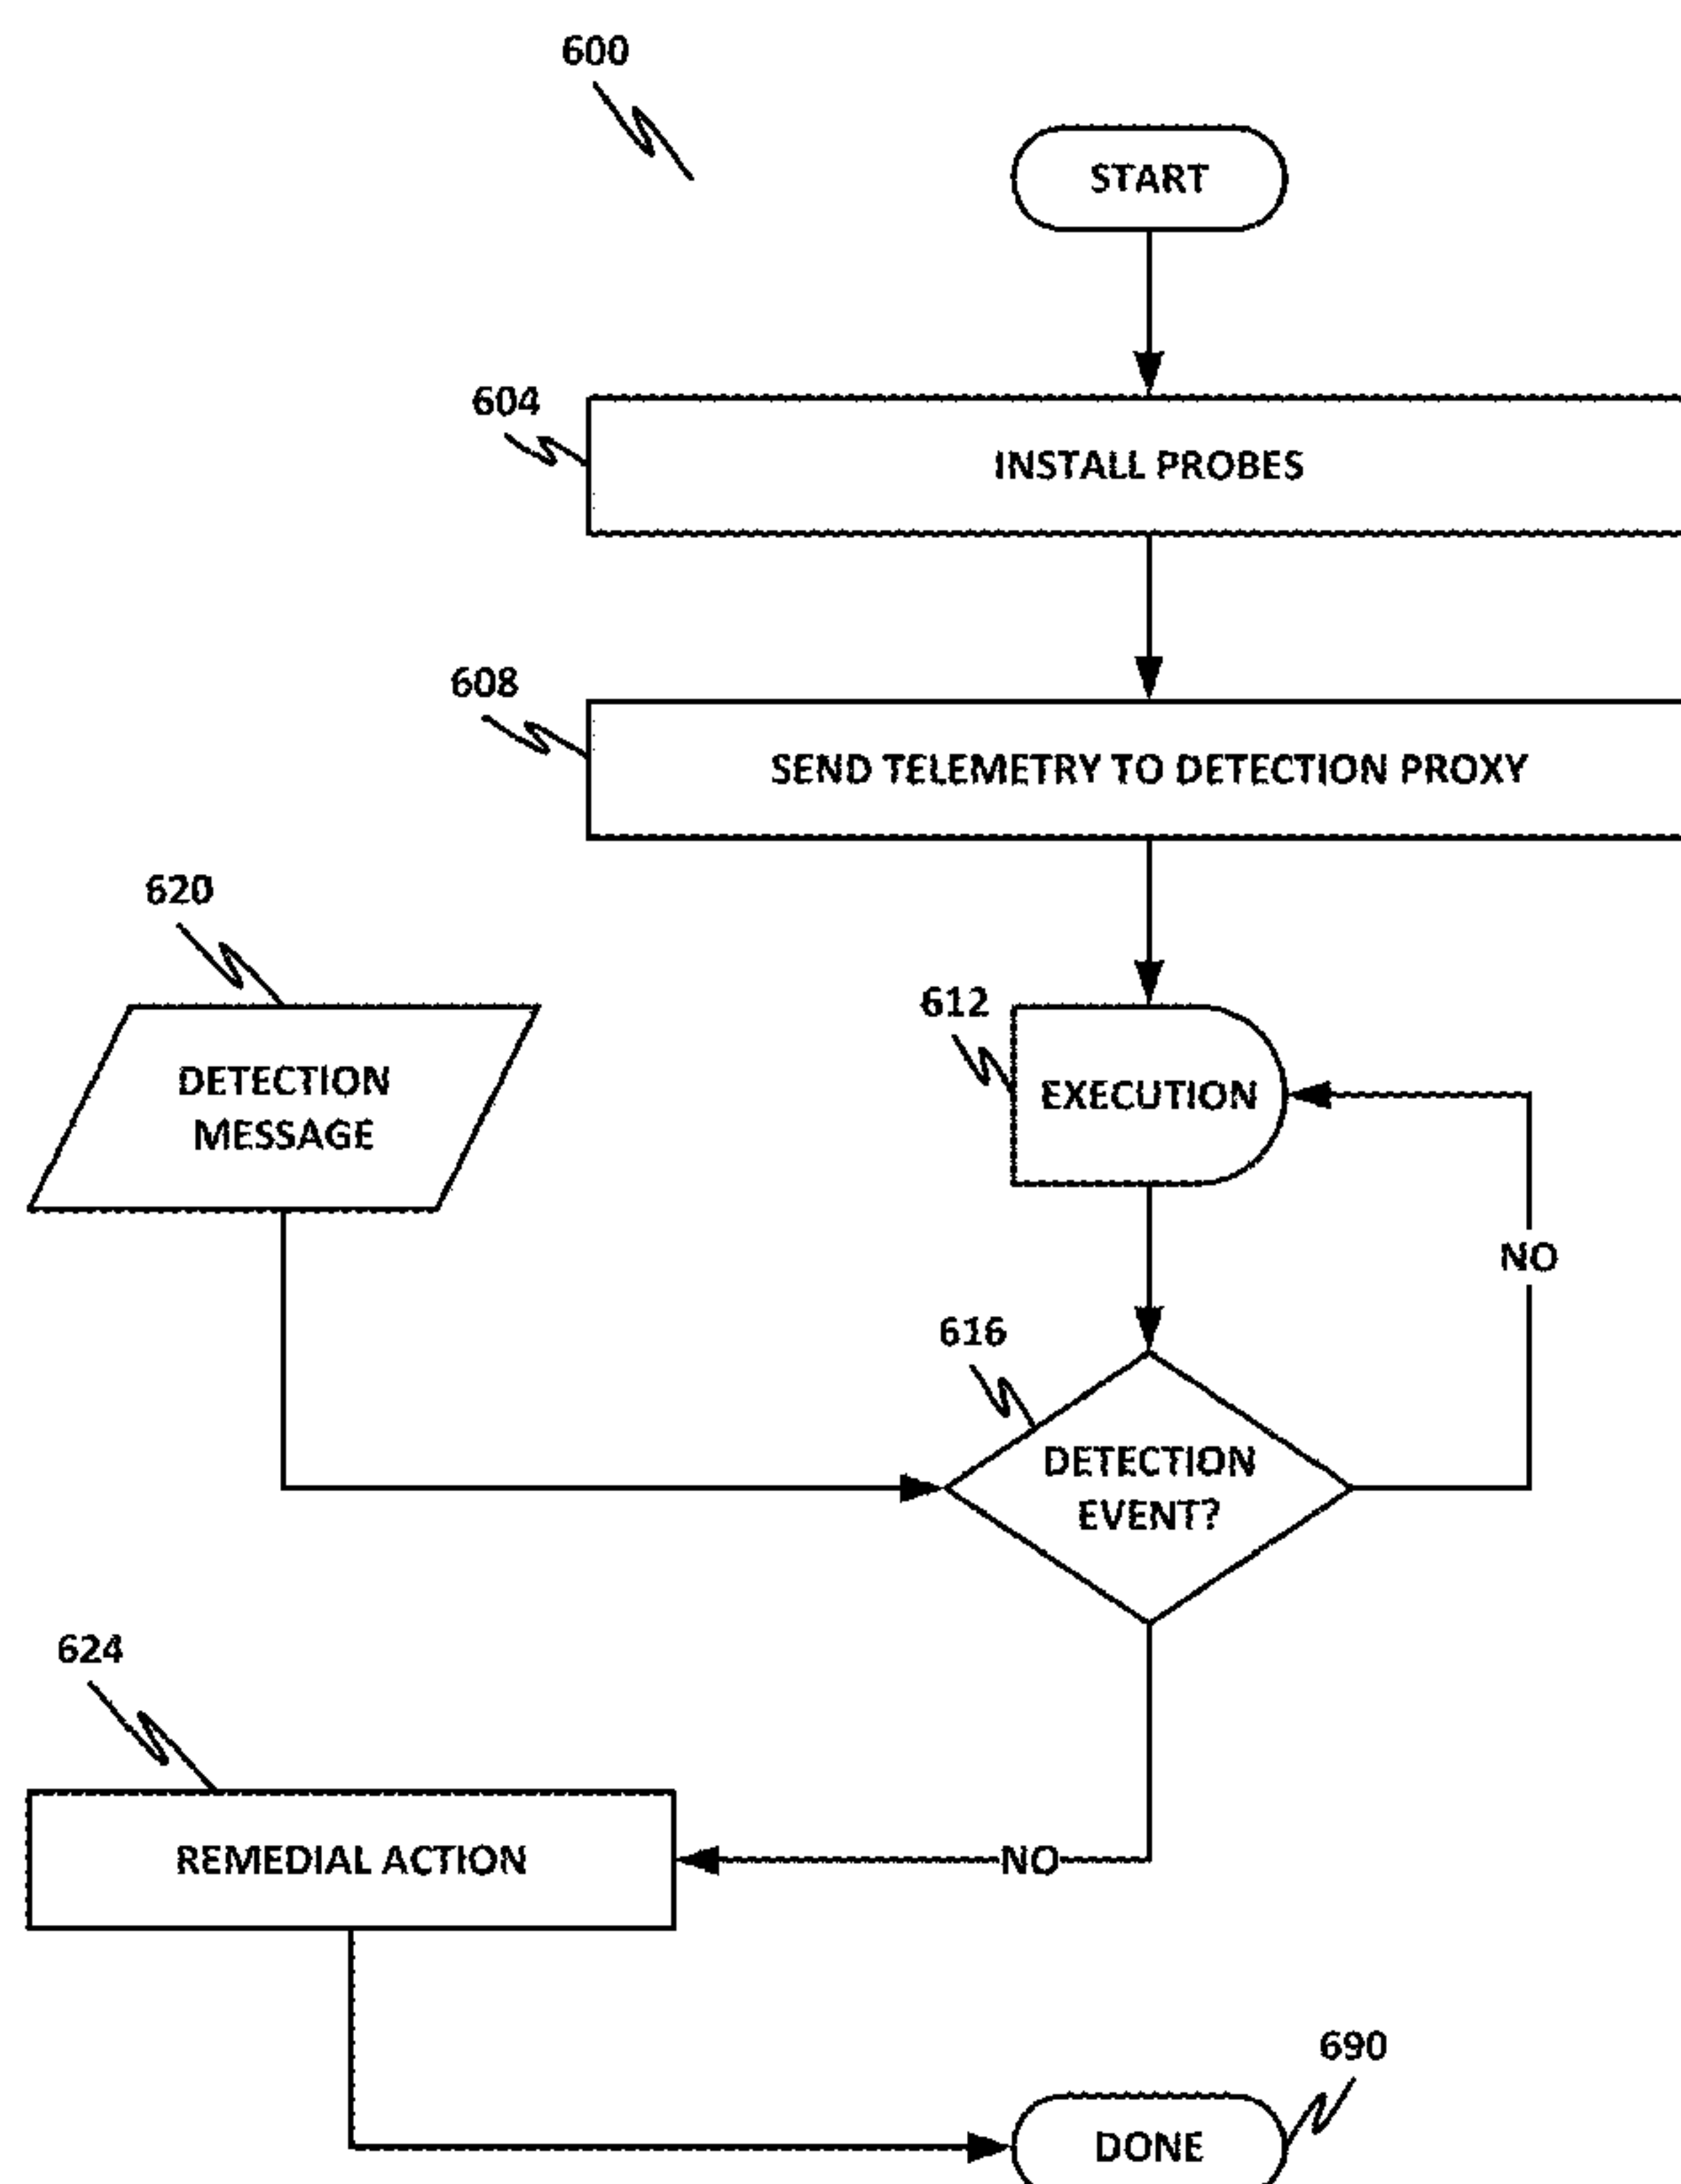 600
START
604
INSTALL PROBES
608
SEND TELEMETRY TO DETECTION PROXY
620
612
DETECTION
MESSAGE
EXECUTION
NO
616
DETECTION
EVENT?
624
REMEDIAL ACTION
NO
690
DONE